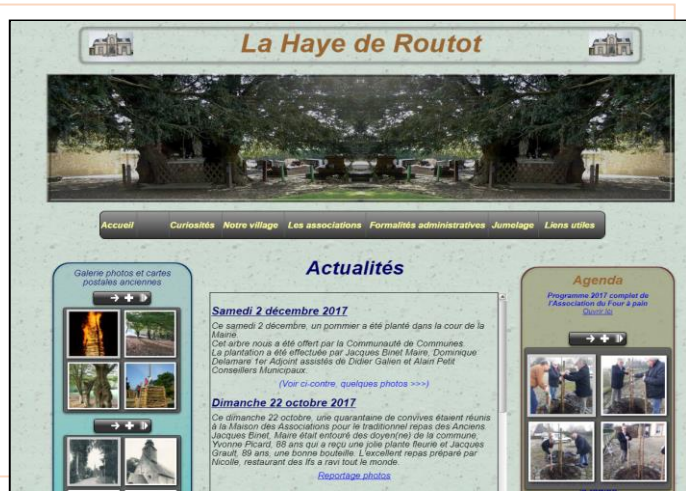 La Haye de Routot
Accueil Curiosités Notre village Les associations Formalités administratives Jumelage Liens utiles
Galerie photos et cartes
postales anciennes
Actualités
Samedi 2 décembre 2017
Ce samedi 2 décembre, un pommier a été planté dans la cour de la
Mairie.
Cet arbre nous a été offert par la Communauté de Communes.
La plantation a été effectuée par Jacques Binet Maire, Dominique
Delamare 1er Adjoint assistés de Didier Galien et Alain Petit
Conseillers Municipaux.
(Voir ci-contre, quelques photos >>>)
Dimanche 22 octobre 2017
Ce dimanche 22 octobre, une quarantaine de convives étaient réunis
à la Maison des Associations pour le traditionnel repas des Anciens.
Jacques Binet, Maire était entouré des doyen(ne) de la commune,
Yvonne Picard, 88 ans qui a reçu une jolie plante fleurie et Jacques
Grault, 89 ans, une bonne bouteille. L'excellent repas préparé par
Nicolle, restaurant des Ifs a ravi tout le monde.
Reportage photos
Agenda
Programme 2017 complet de
l'Association du Four à pain
Ouvrir ici